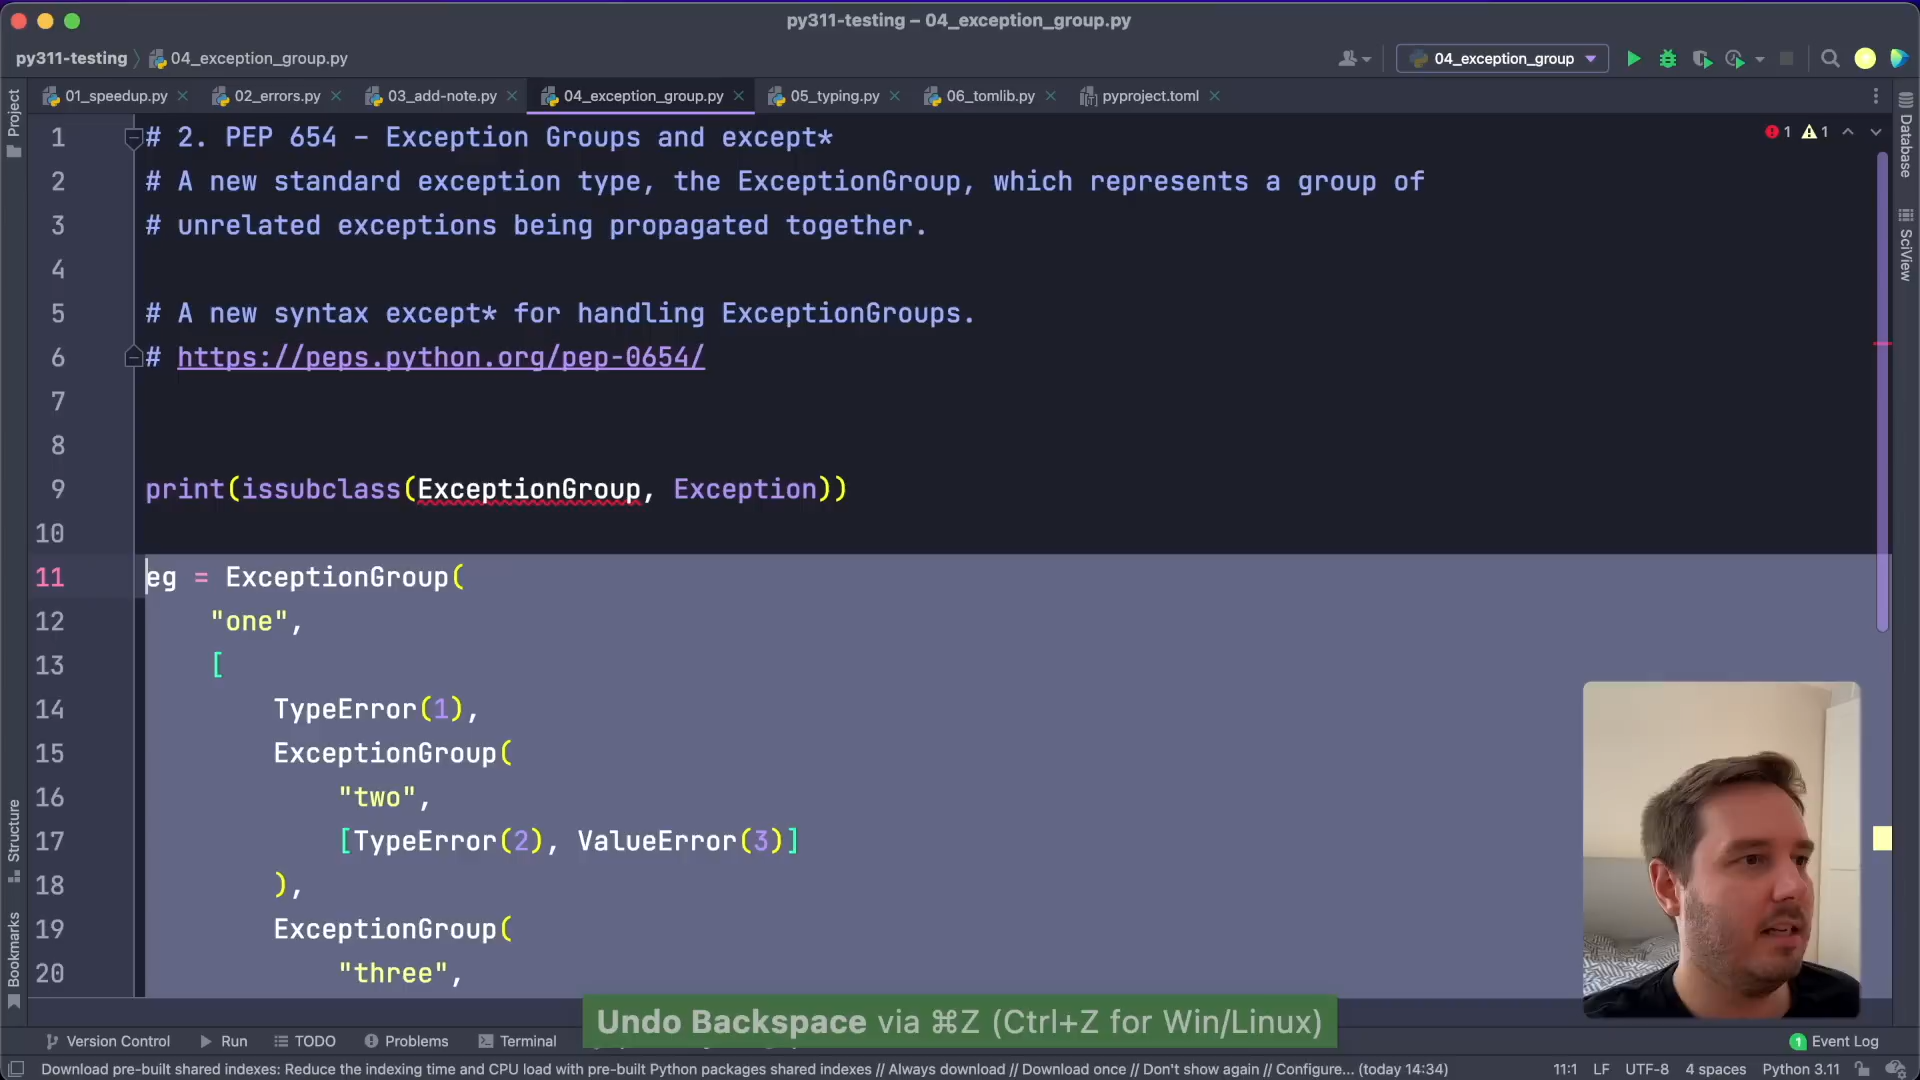 py311-testing – 04_exception_group.py
py311-testing 04_exception_group.py 04_exception_group
01_speedup.py 02_errors.py 03_add-note.py 04_exception_group.py 05_typing.py 06_tomlib.py pyproject.toml
Project
Structure
Bookmarks
1 # 2. PEP 654 – Exception Groups and except*
2 # A new standard exception type, the ExceptionGroup, which represents a group of
3 # unrelated exceptions being propagated together.
4
5 # A new syntax except* for handling ExceptionGroups.
6 # https://peps.python.org/pep-0654/
7
8
9 print(issubclass(ExceptionGroup, Exception))
10
11 eg = ExceptionGroup(
12 "one",
13 [
14 TypeError(1),
15 ExceptionGroup(
16 "two",
17 [TypeError(2), ValueError(3)]
18 ),
19 ExceptionGroup(
20 "three",
1 1
Database
SciView
Undo Backspace via ⌘Z (Ctrl+Z for Win/Linux)
Version Control Run TODO Problems Terminal 1 Event Log
Download pre-built shared indexes: Reduce the indexing time and CPU load with pre-built Python packages shared indexes // Always download // Download once // Don't show again // Configure... (today 14:34) 11:1 LF UTF-8 4 spaces Python 3.11